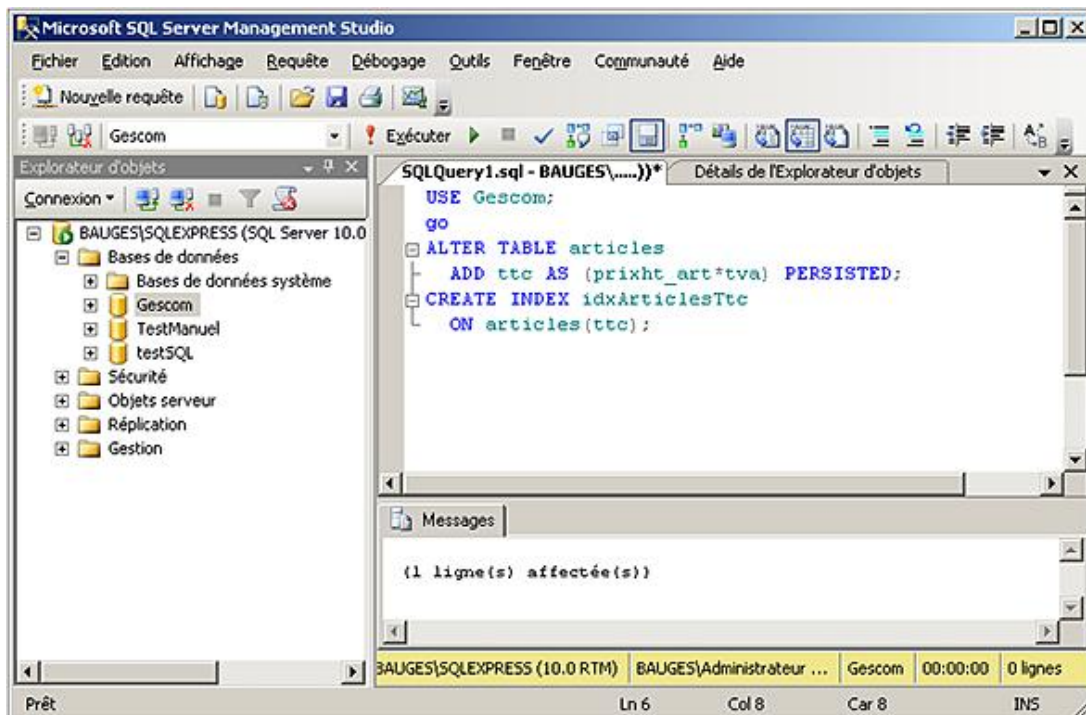 Microsoft SQL Server Management Studio
Fichier Edition Affichage Requête Débogage Outils Fenêtre Communauté Aide
Nouvelle requête
Gescom Exécuter
Explorateur d'objets
Connexion
BAUGES\SQLEXPRESS (SQL Server 10.0
Bases de données
Bases de données système
Gescom
TestManuel
testSQL
Sécurité
Objets serveur
Réplication
Gestion
SQLQuery1.sql - BAUGES\.....))* Détails de l'Explorateur d'objets
USE Gescom;
go
ALTER TABLE articles
ADD ttc AS (prixht_art*tva) PERSISTED;
CREATE INDEX idxArticlesTtc
ON articles(ttc);
Messages
(1 ligne(s) affectée(s))
BAUGES\SQLEXPRESS (10.0 RTM) BAUGES\Administrateur ... Gescom 00:00:00 0 lignes
Prêt Ln 6 Col 8 Car 8 INS